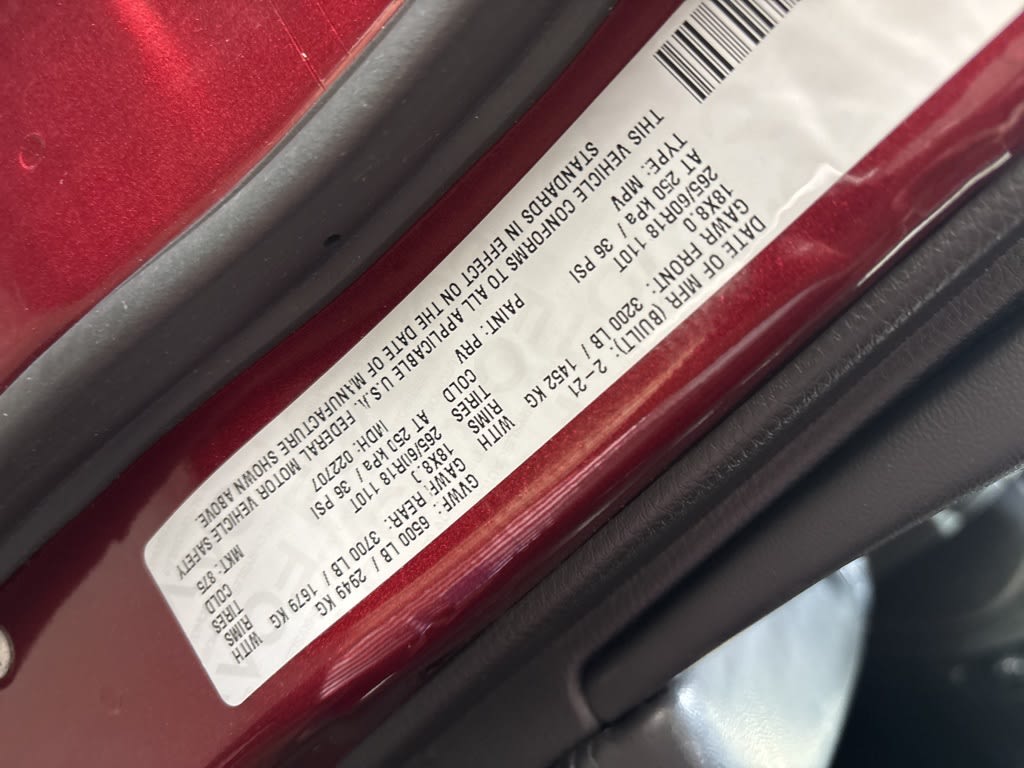 DATE OF MFR (BUILT): 2-21 GVWR: 6500 LB / 2949 KG
GAWR FRONT: 3200 LB / 1452 KG WITH GAWR REAR: 3700 LB / 1679 KG WITH
18X8.0 RIMS 18X8.0 RIMS
265/60R18 110T TIRES 265/60R18 110T TIRES
AT 250 KPa / 36 PSI COLD AT 250 KPa / 36 PSI COLD
TYPE: MPV PAINT: PRV MDH: 022707 MKT: 875
THIS VEHICLE CONFORMS TO ALL APPLICABLE U.S.A. FEDERAL MOTOR VEHICLE SAFETY
STANDARDS IN EFFECT ON THE DATE OF MANUFACTURE SHOWN ABOVE